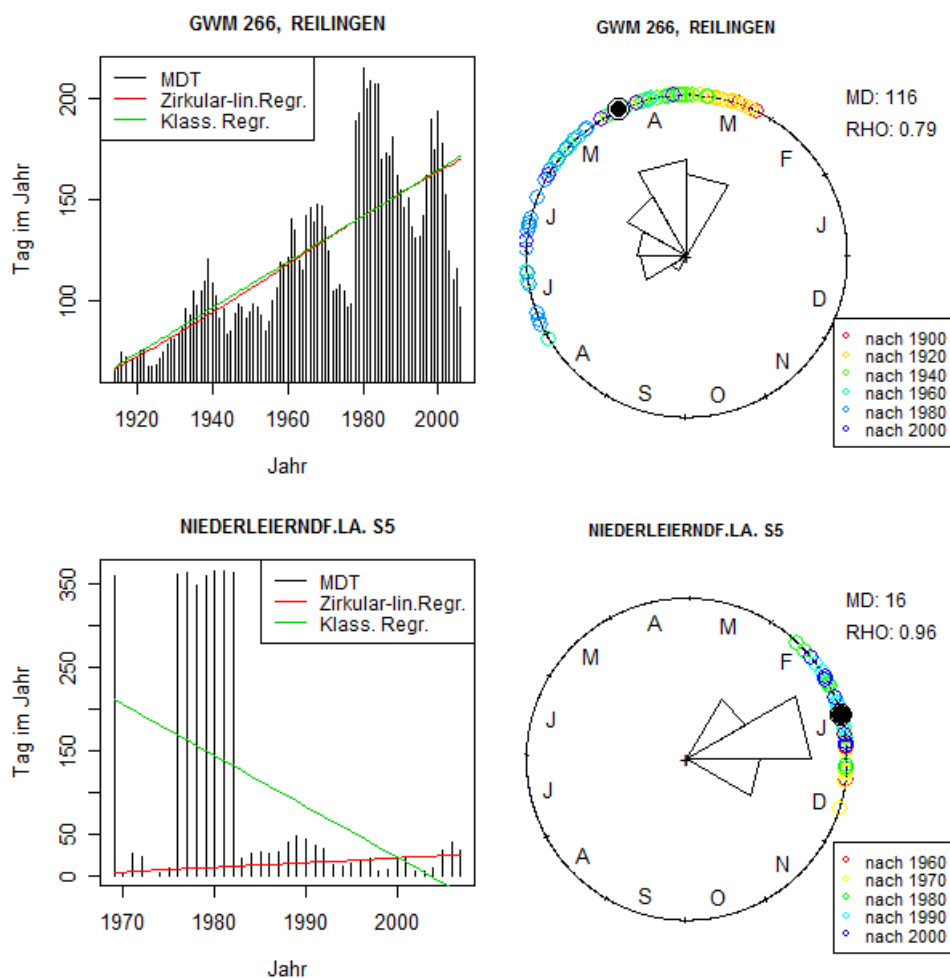 GWM 266, REILINGEN
MDT
Zirkular-lin.Regr.
Klass. Regr.
Tag im Jahr
200
150
100
1920
1940
1960
1980
2000
Jahr
GWM 266, REILINGEN
MD: 116
RHO: 0.79
A
M
M
F
J
J
J
D
A
N
S
O
nach 1900
nach 1920
nach 1940
nach 1960
nach 1980
nach 2000
NIEDERLEIERNDF.LA. S5
MDT
Zirkular-lin.Regr.
Klass. Regr.
Tag im Jahr
350
250
150
50
0
1970
1980
1990
2000
Jahr
NIEDERLEIERNDF.LA. S5
MD: 16
RHO: 0.96
A
M
M
F
J
J
J
D
A
N
S
O
nach 1960
nach 1970
nach 1980
nach 1990
nach 2000